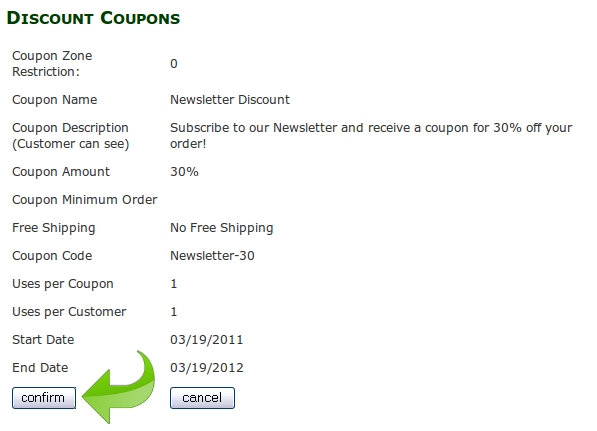 DISCOUNT COUPONS
Coupon Zone
Restriction:
0
Coupon Name Newsletter Discount
Coupon Description Subscribe to our Newsletter and receive a coupon for 30% off your
(Customer can see) order!
Coupon Amount 30%
Coupon Minimum Order
Free Shipping No Free Shipping
Coupon Code Newsletter-30
Uses per Coupon 1
Uses per Customer 1
Start Date 03/19/2011
End Date 03/19/2012
confirm cancel